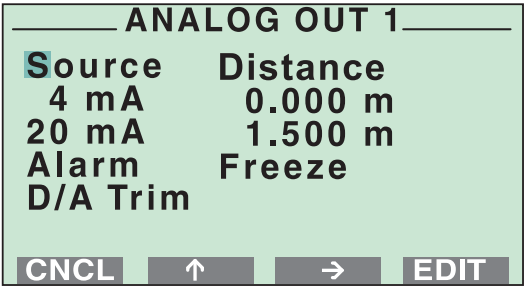 ANALOG OUT 1
Source Distance
4 mA 0.000 m
20 mA 1.500 m
Alarm Freeze
D/A Trim
CNCL ↑ → EDIT